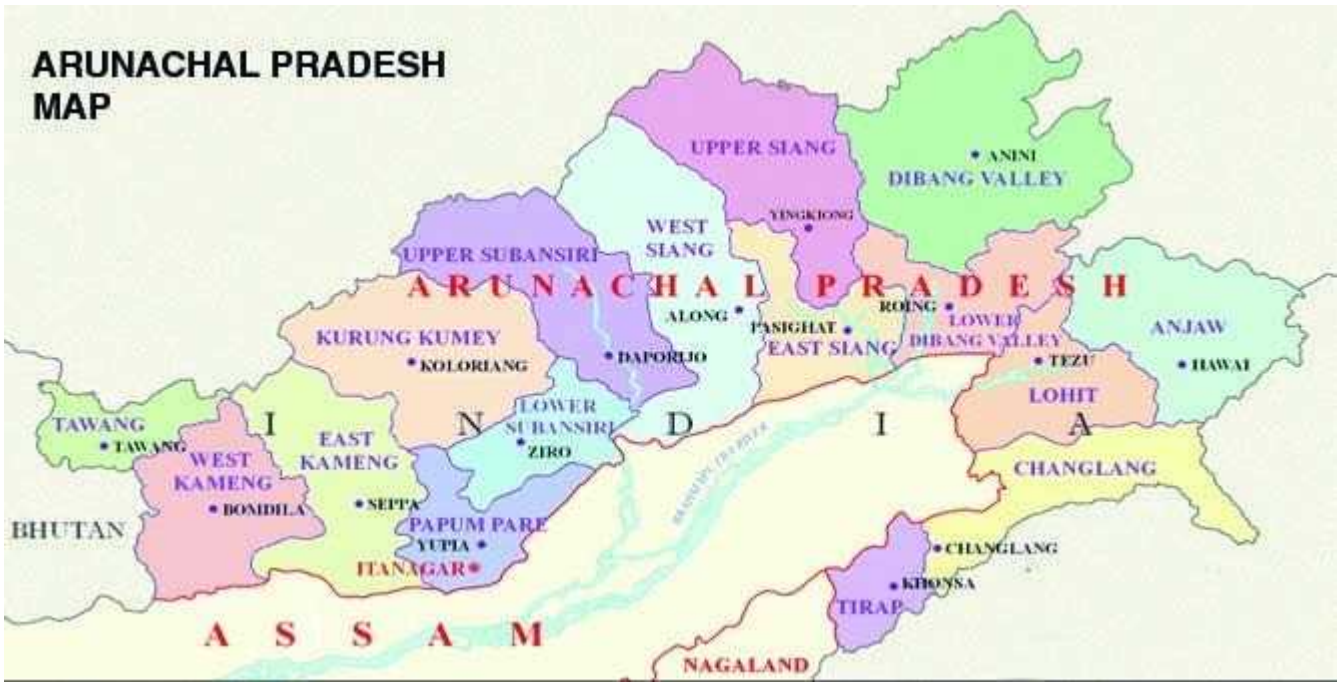 ARUNACHAL PRADESH
MAP
UPPER SIANG
ANINI
DIBANG VALLEY
YINGKIONG
WEST
SIANG
UPPER SUBANSIRI
ARUNACHAL PRADESH
ALONG
PASIGHAT
EAST SIANG
ROING
LOWER
DIBANG VALLEY
ANJAW
HAWAI
TEZU
LOHIT
KURUNG KUMEY
KOLORIANG
DAPORIJO
LOWER
SUBANSIRI
ZIRO
INDIA
TAWANG
TAWANG
WEST
KAMENG
BOMDILA
EAST
KAMENG
SEPPA
PAPUM PARE
YUPIA
ITANAGAR
BHUTAN
CHANGLANG
CHANGLANG
KHONSA
TIRAP
ASSAM
NAGALAND